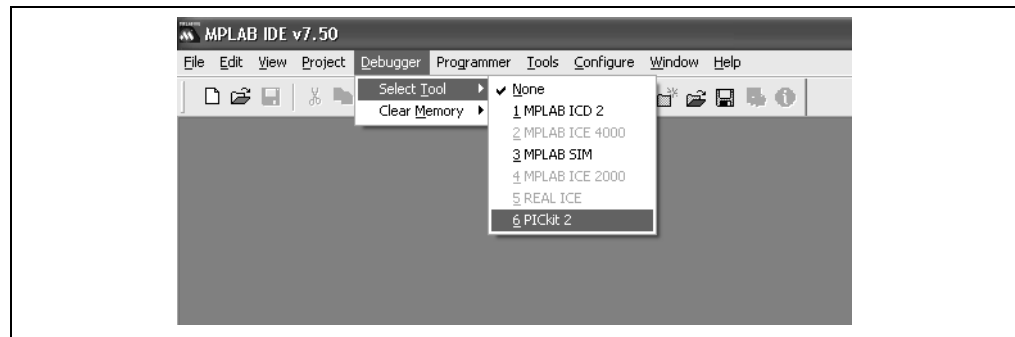 MPLAB IDE v7.50
File Edit View Project Debugger Programmer Tools Configure Window Help
Select Tool
Clear Memory
None
1 MPLAB ICD 2
2 MPLAB ICE 4000
3 MPLAB SIM
4 MPLAB ICE 2000
5 REAL ICE
6 PICkit 2